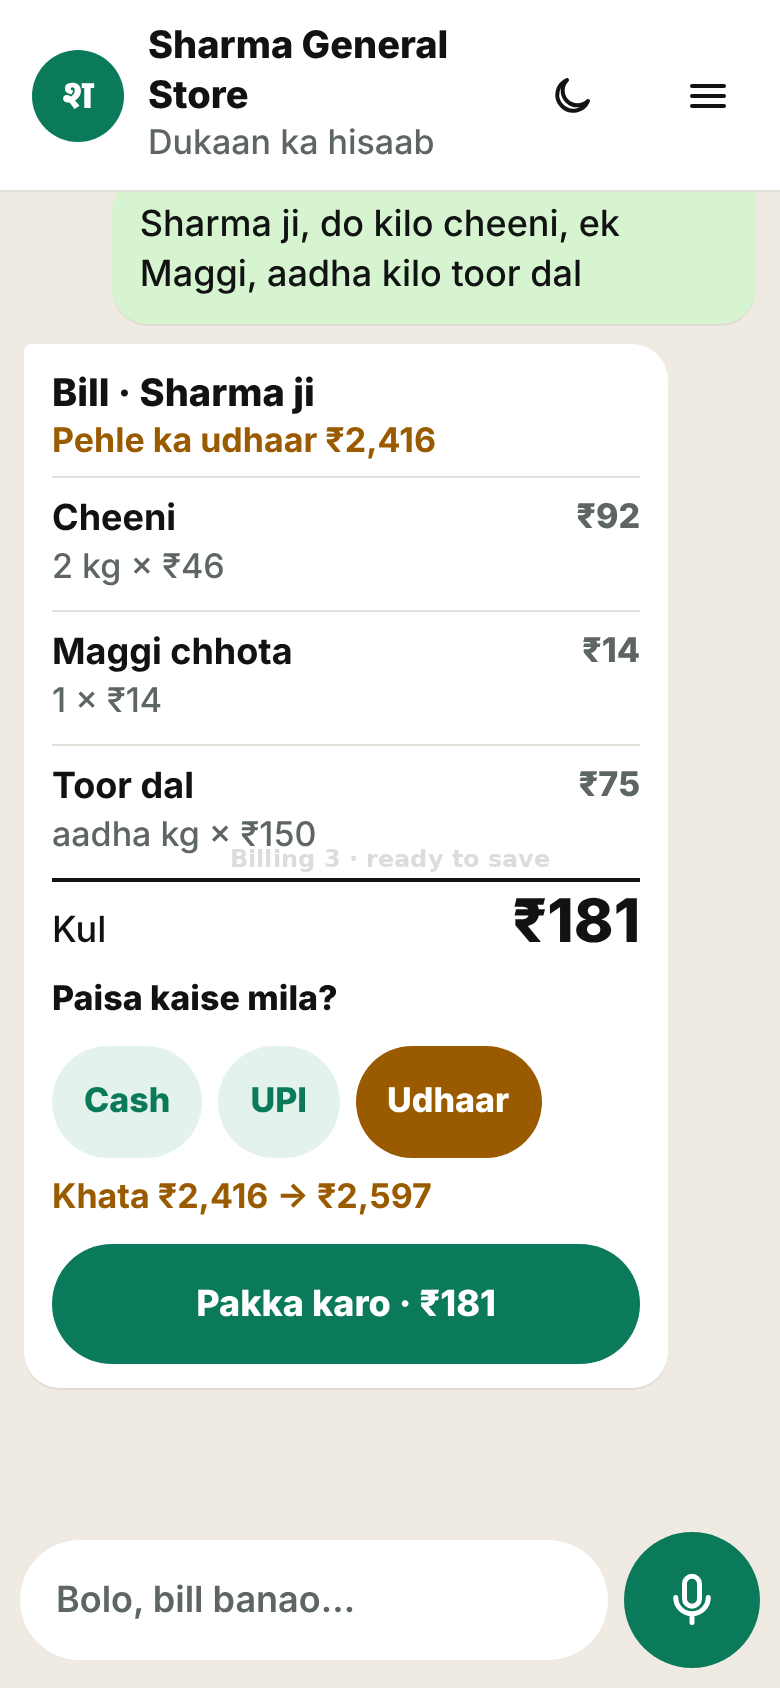 श
Sharma General
Store
Dukaan ka hisaab
Sharma ji, do kilo cheeni, ek
Maggi, aadha kilo toor dal
Bill · Sharma ji
Pehle ka udhaar ₹2,416
Cheeni ₹92
2 kg × ₹46
Maggi chhota ₹14
1 × ₹14
Toor dal ₹75
aadha kg × ₹150
Billing 3 · ready to save
Kul ₹181
Paisa kaise mila?
Cash UPI Udhaar
Khata ₹2,416 → ₹2,597
Pakka karo · ₹181
Bolo, bill banao...